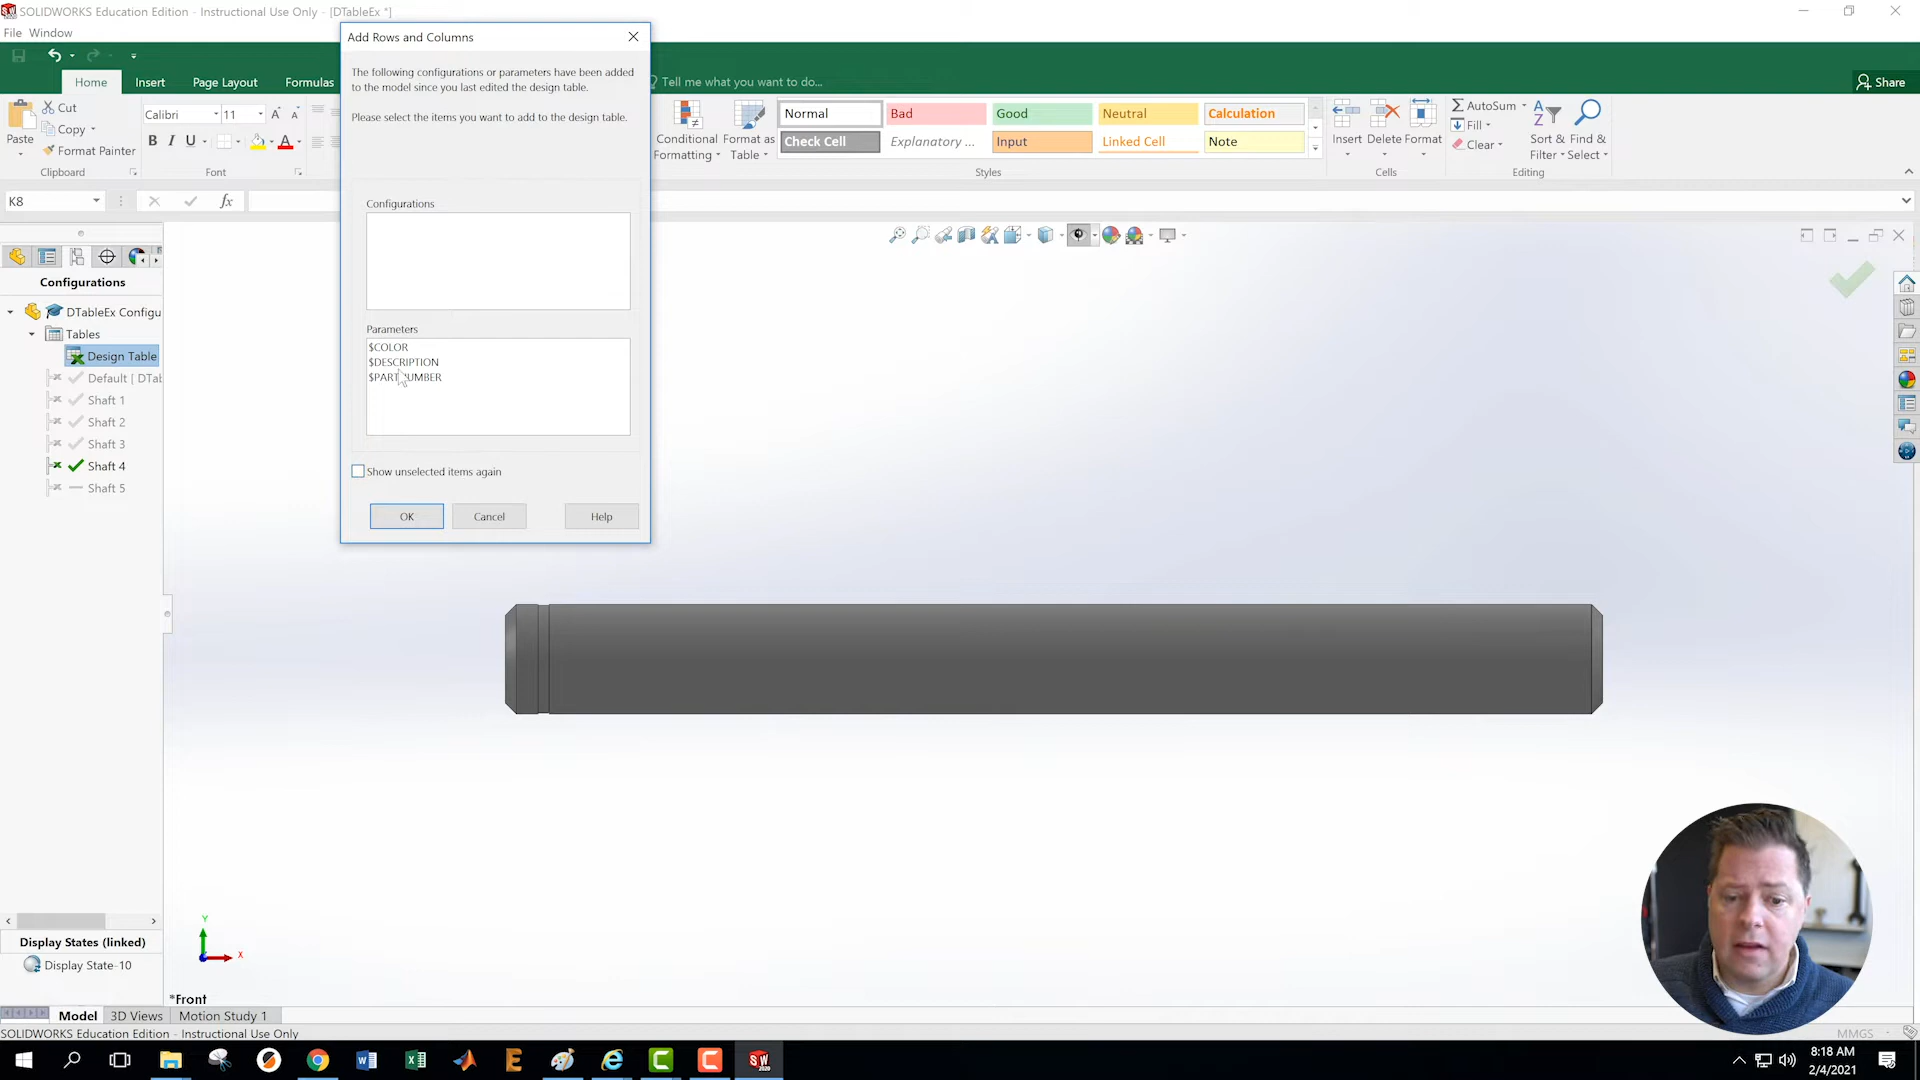 SOLIDWORKS Education Edition - Instructional Use Only - [DTableEx *]
File Window
Home Insert Page Layout Formulas
Tell me what you want to do...
Share
Paste
Cut
Copy
Format Painter
Clipboard
Calibri 11
B I U
Font
Conditional Formatting
Format as Table
Normal Bad Good Neutral Calculation
Check Cell Explanatory ... Input Linked Cell Note
Styles
Insert Delete Format
Cells
AutoSum
Fill
Clear
Sort & Filter
Find & Select
Editing
K8
fx
Add Rows and Columns
The following configurations or parameters have been added
to the model since you last edited the design table.
Please select the items you want to add to the design table.
Configurations
Parameters
$COLOR
$DESCRIPTION
$PARTNUMBER
Show unselected items again
OK Cancel Help
Configurations
DTableEx Configu
Tables
Design Table
Default [ DTab
Shaft 1
Shaft 2
Shaft 3
Shaft 4
Shaft 5
Display States (linked)
Display State-10
Y
X
*Front
Model 3D Views Motion Study 1
SOLIDWORKS Education Edition - Instructional Use Only
MMGS
8:18 AM
2/4/2021